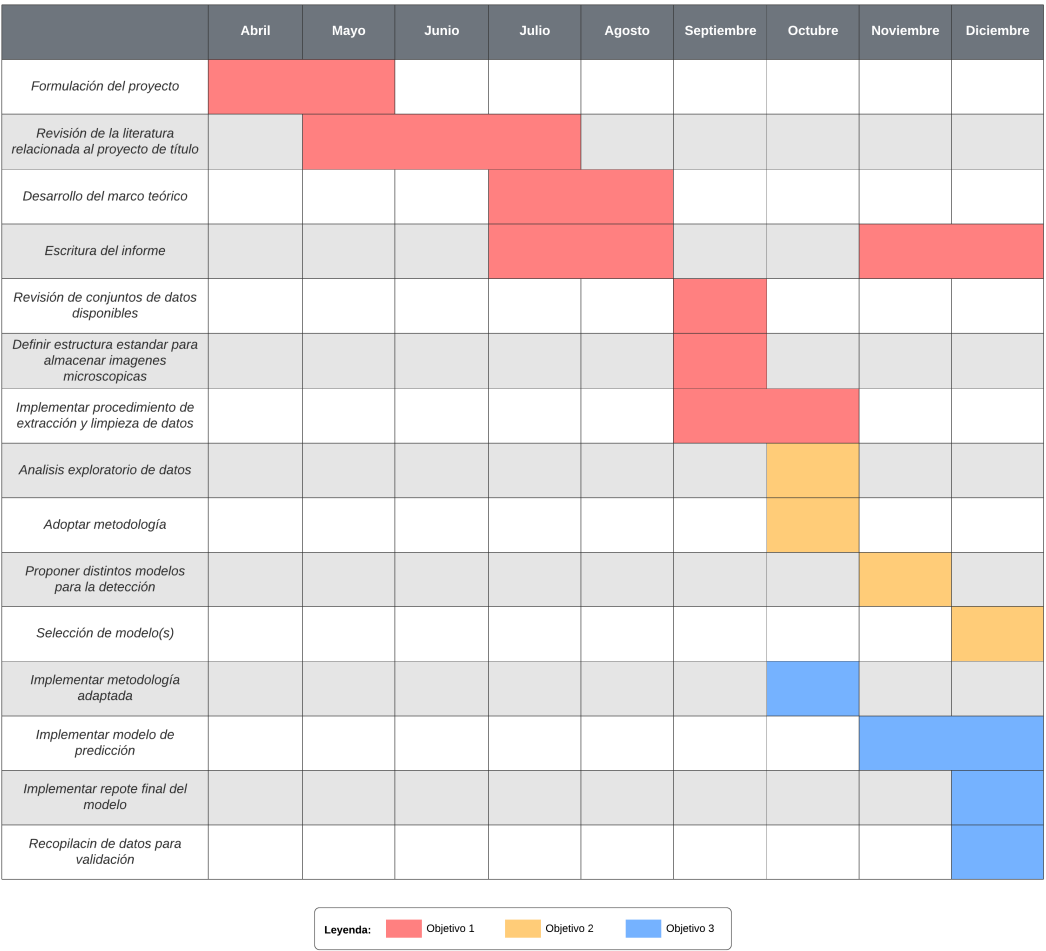 Abril Mayo Junio Julio Agosto Septiembre Octubre Noviembre Diciembre
Formulación del proyecto
Revisión de la literatura
relacionada al proyecto de título
Desarrollo del marco teórico
Escritura del informe
Revisión de conjuntos de datos
disponibles
Definir estructura estandar para
almacenar imagenes
microscopicas
Implementar procedimiento de
extracción y limpieza de datos
Analisis exploratorio de datos
Adoptar metodología
Proponer distintos modelos
para la detección
Selección de modelo(s)
Implementar metodología
adaptada
Implementar modelo de
predicción
Implementar repote final del
modelo
Recopilacin de datos para
validación
Leyenda: Objetivo 1 Objetivo 2 Objetivo 3